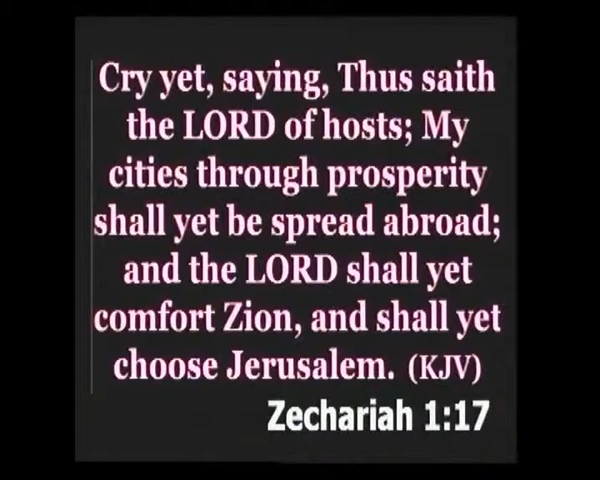 Cry yet, saying, Thus saith
the LORD of hosts; My
cities through prosperity
shall yet be spread abroad;
and the LORD shall yet
comfort Zion, and shall yet
choose Jerusalem. (KJV)
Zechariah 1:17